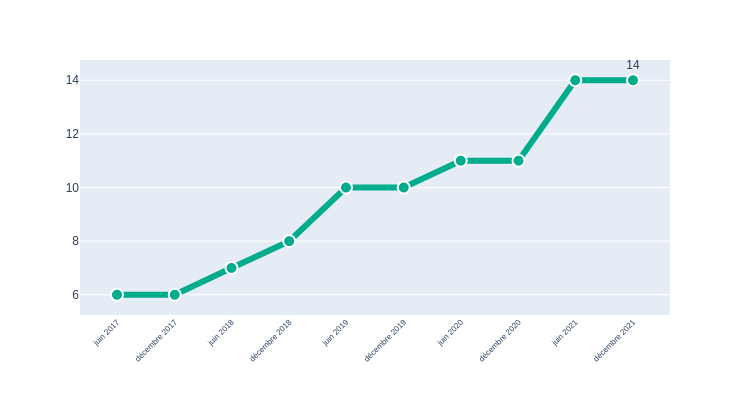 14
14
12
10
8
6
juin 2017
décembre 2017
juin 2018
décembre 2018
juin 2019
décembre 2019
juin 2020
décembre 2020
juin 2021
décembre 2021